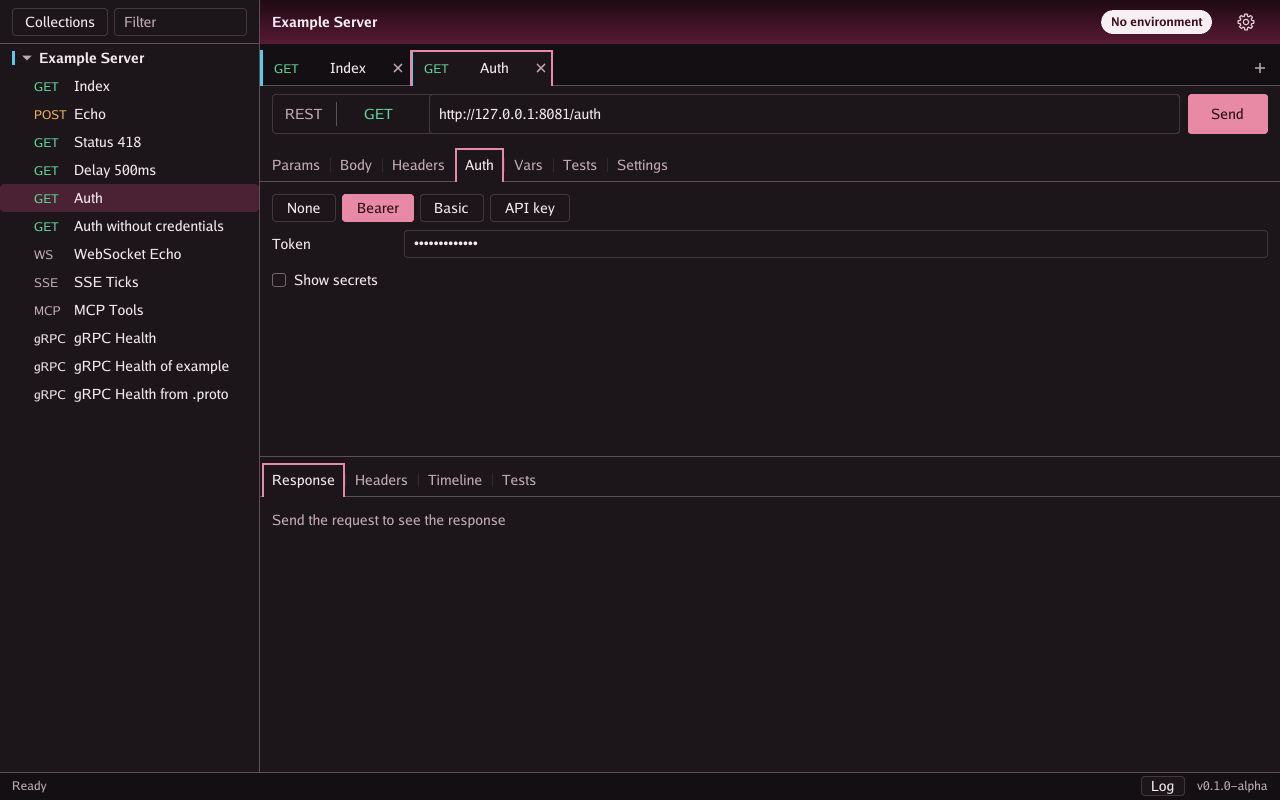 Collections
Filter
Example Server
No environment
Example Server
GET Index
POST Echo
GET Status 418
GET Delay 500ms
GET Auth
GET Auth without credentials
WS WebSocket Echo
SSE SSE Ticks
MCP MCP Tools
gRPC gRPC Health
gRPC gRPC Health of example
gRPC gRPC Health from .proto
GET Index
GET Auth
REST GET http://127.0.0.1:8081/auth Send
Params Body Headers Auth Vars Tests Settings
None Bearer Basic API key
Token •••••••••••••
Show secrets
Response Headers Timeline Tests
Send the request to see the response
Ready
Log v0.1.0-alpha